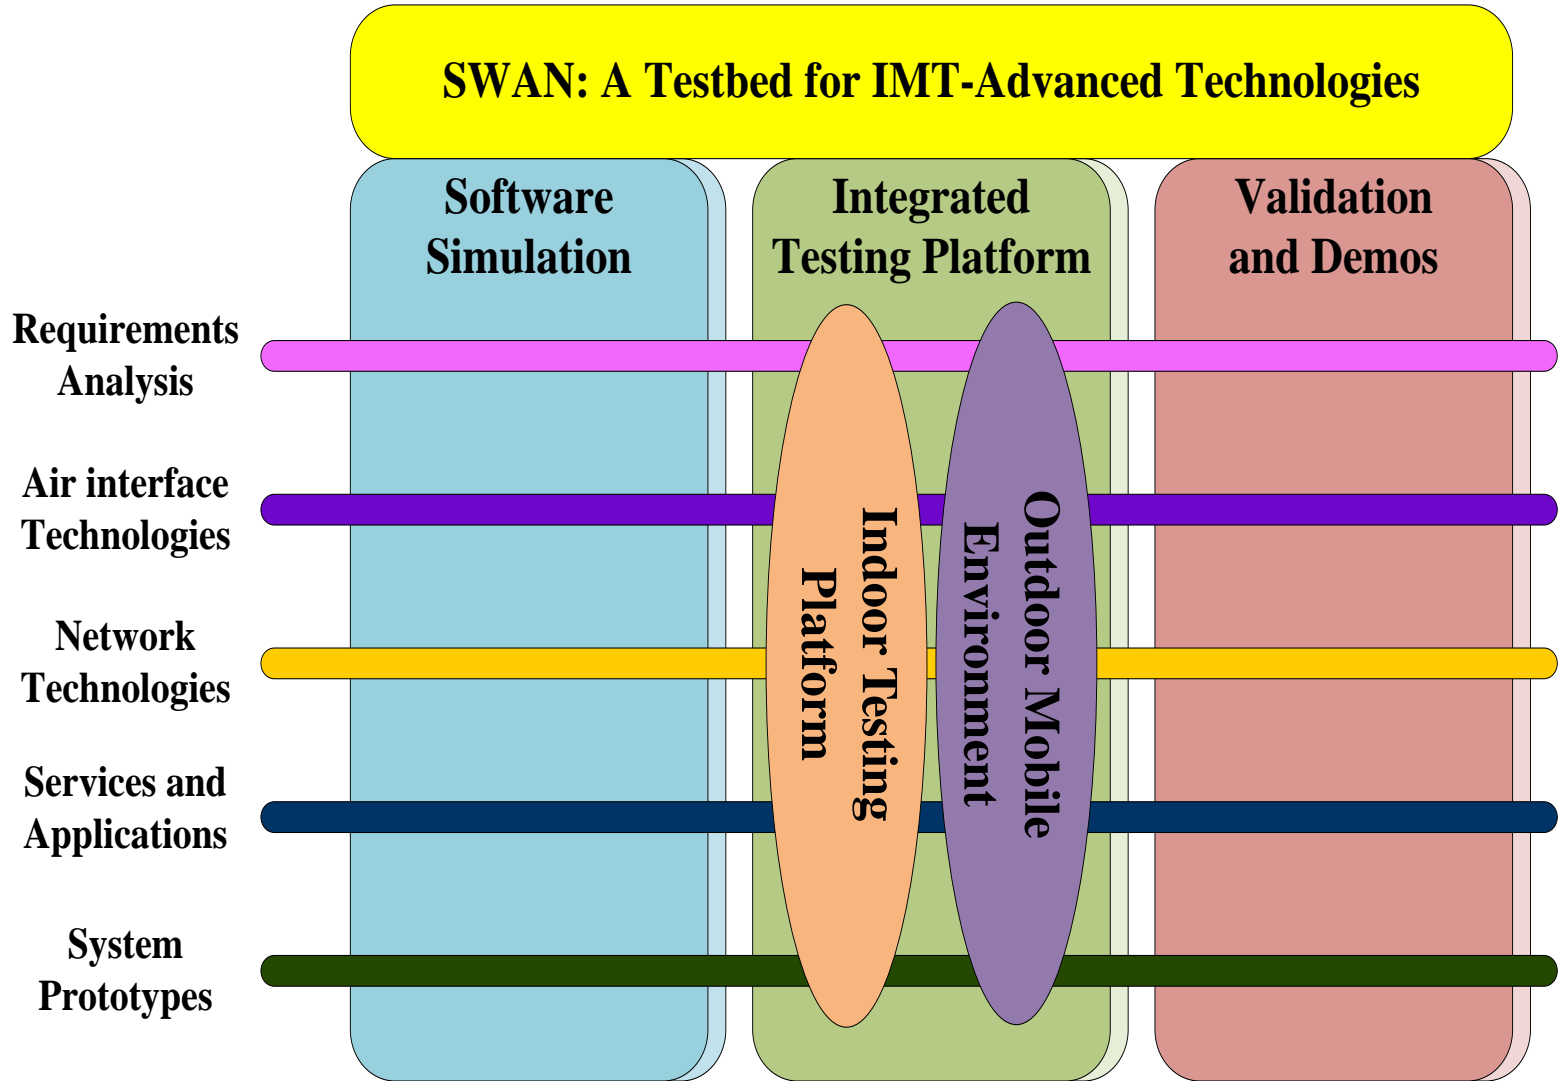 SWAN: A Testbed for IMT-Advanced Technologies
Software
Simulation
Integrated
Testing Platform
Validation
and Demos
Requirements
Analysis
Air interface
Technologies
Network
Technologies
Services and
Applications
System
Prototypes
Indoor Testing
Platform
Outdoor Mobile
Environment